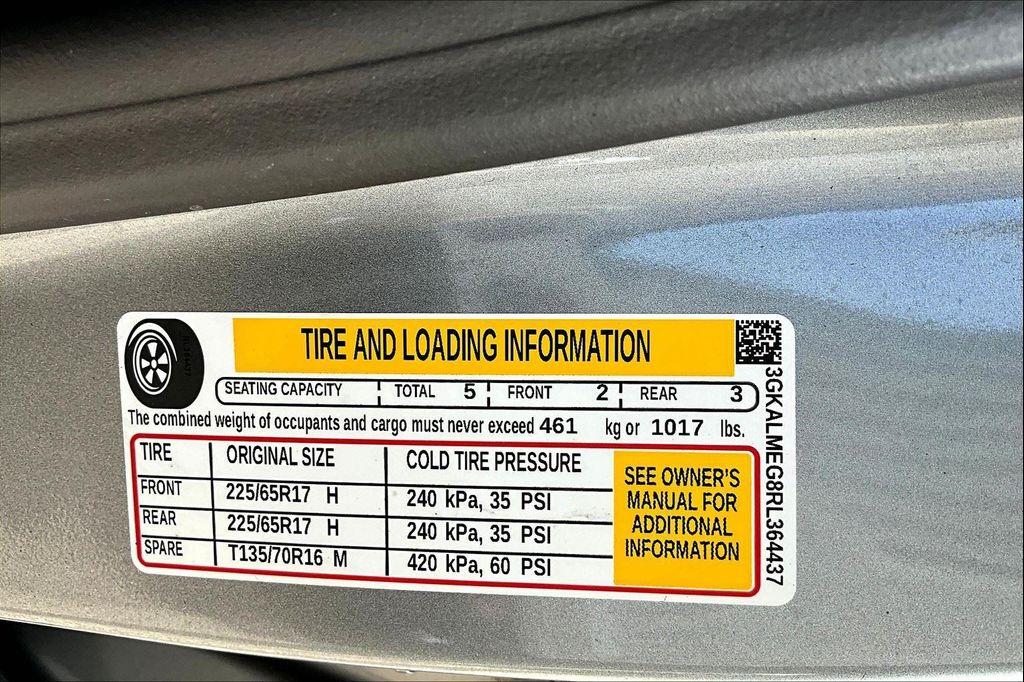 TIRE AND LOADING INFORMATION
SEATING CAPACITY TOTAL 5 FRONT 2 REAR 3
The combined weight of occupants and cargo must never exceed 461 kg or 1017 lbs.
TIRE ORIGINAL SIZE COLD TIRE PRESSURE
FRONT 225/65R17 H 240 kPa, 35 PSI
REAR 225/65R17 H 240 kPa, 35 PSI
SPARE T135/70R16 M 420 kPa, 60 PSI
SEE OWNER'S
MANUAL FOR
ADDITIONAL
INFORMATION
3GKALMEG8RL364437
RL364437